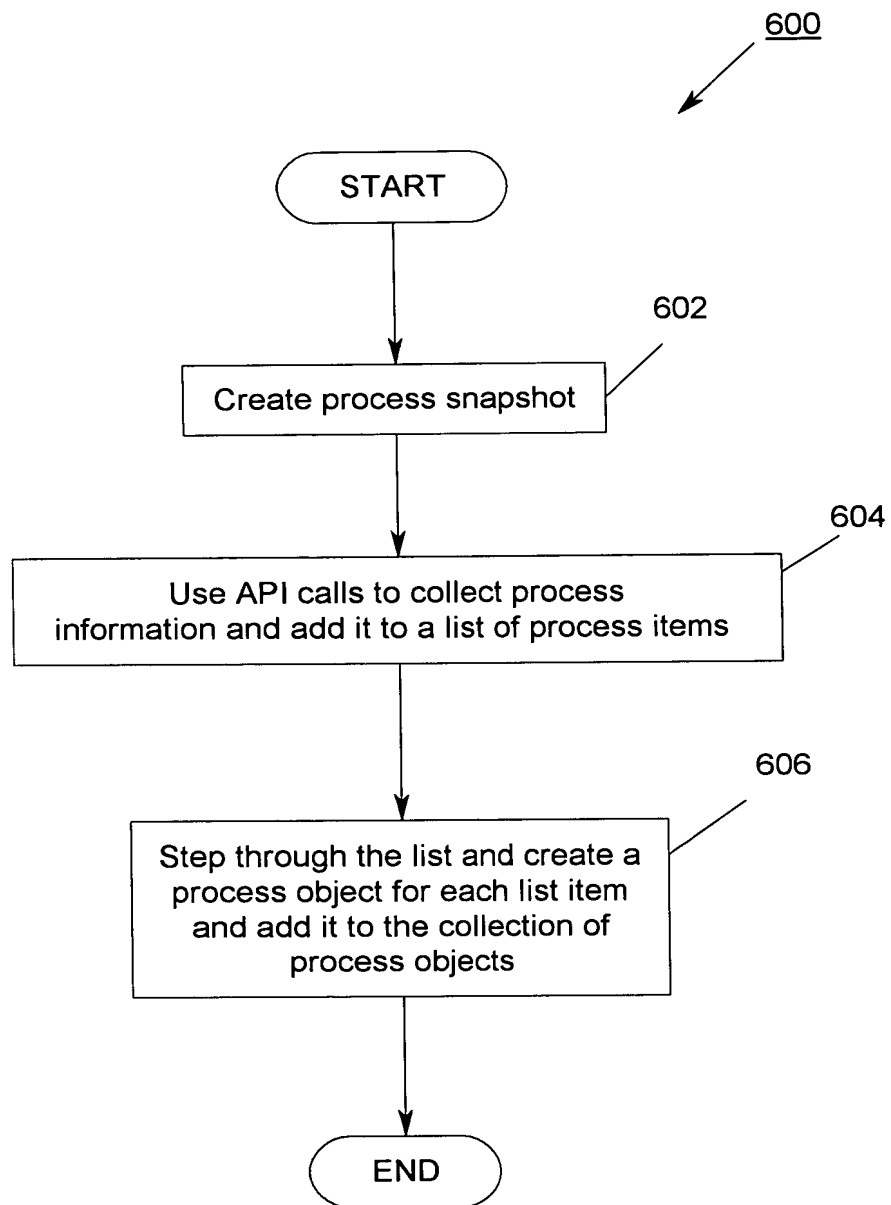 600
START
602
Create process snapshot
604
Use API calls to collect process
information and add it to a list of process items
606
Step through the list and create a
process object for each list item
and add it to the collection of
process objects
END